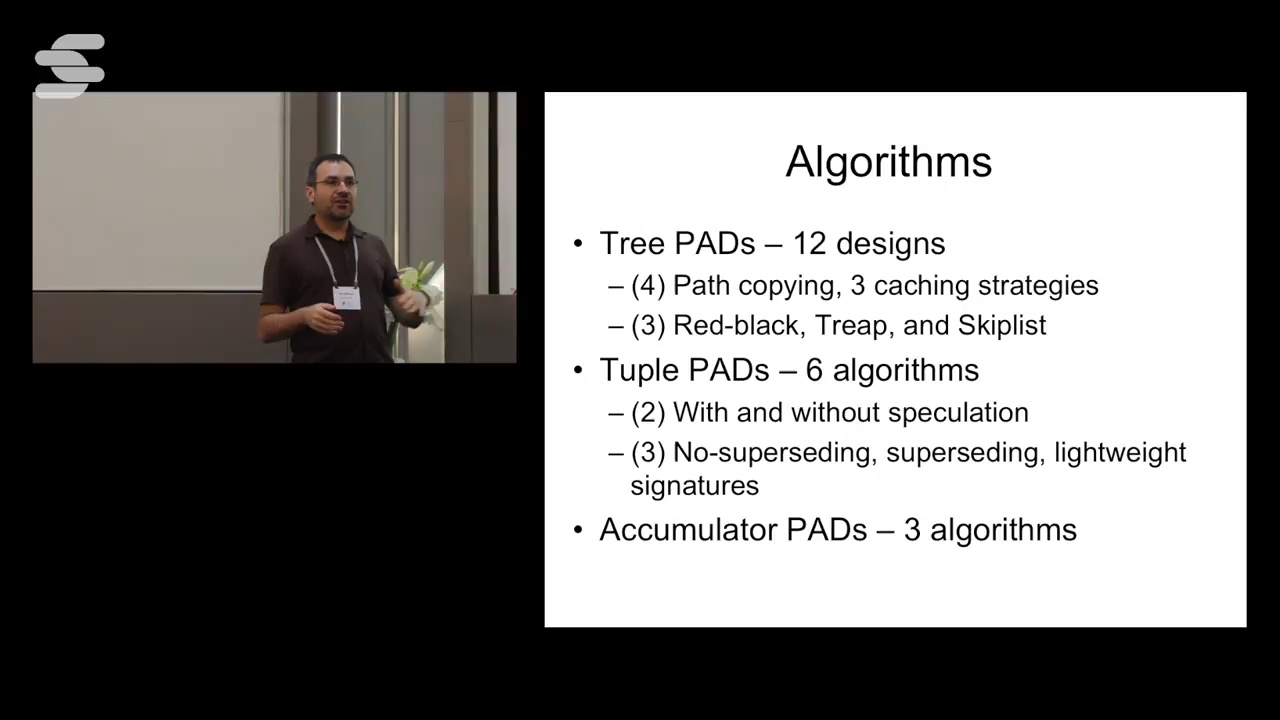 Algorithms
• Tree PADs – 12 designs
– (4) Path copying, 3 caching strategies
– (3) Red-black, Treap, and Skiplist
• Tuple PADs – 6 algorithms
– (2) With and without speculation
– (3) No-superseding, superseding, lightweight
signatures
• Accumulator PADs – 3 algorithms